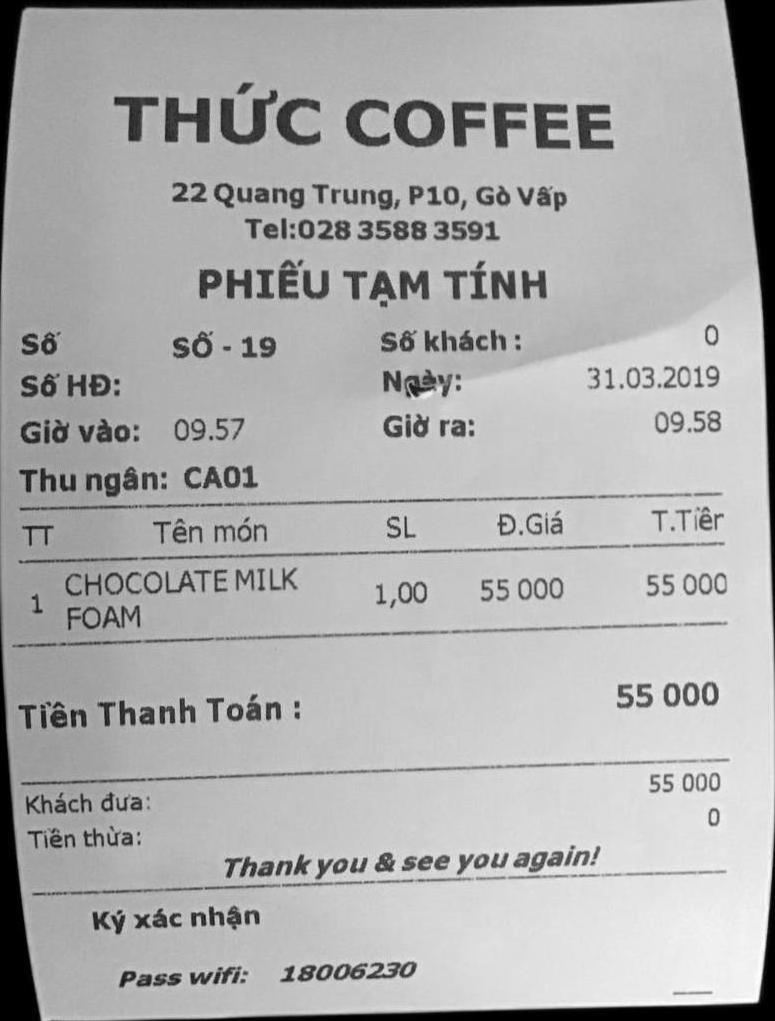 THỨC COFFEE
22 Quang Trung, P10, Gò Vấp
Tel:028 3588 3591
PHIẾU TẠM TÍNH
Số SỐ - 19 Số khách : 0
Số HĐ: Ngày: 31.03.2019
Giờ vào: 09.57 Giờ ra: 09.58
Thu ngân: CA01
TT Tên món SL Đ.Giá T.Tiền
1 CHOCOLATE MILK FOAM 1,00 55 000 55 000
Tiền Thanh Toán : 55 000
Khách đưa: 55 000
Tiền thừa: 0
Thank you & see you again!
Ký xác nhận
Pass wifi: 18006230